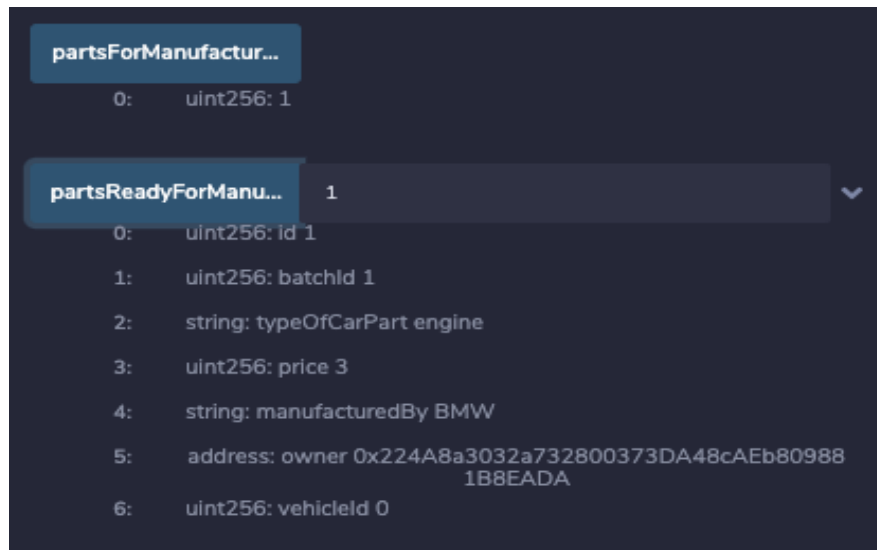 partsForManufactur...
0: uint256: 1
partsReadyForManu... 1
0: uint256: id 1
1: uint256: batchId 1
2: string: typeOfCarPart engine
3: uint256: price 3
4: string: manufacturedBy BMW
5: address: owner 0x224A8a3032a732800373DA48cAEb80988
1B8EADA
6: uint256: vehicleId 0